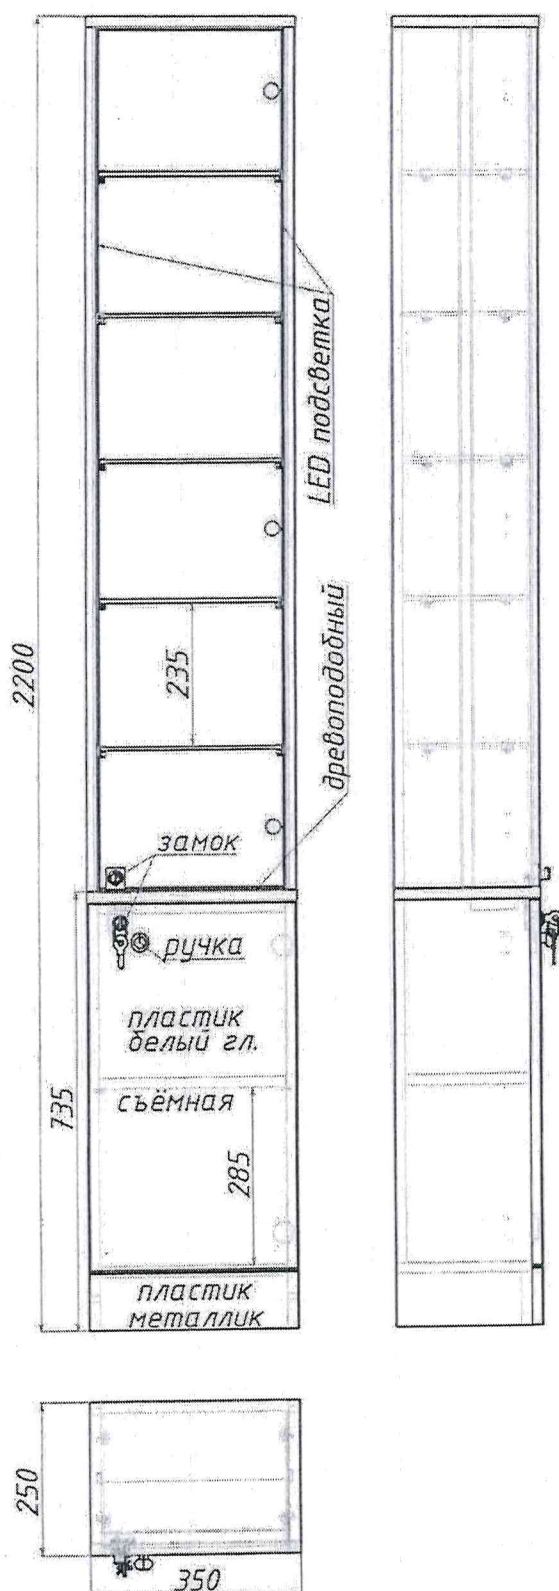 LED подсветка
2200
древоподобный
235
замок
ручка
пластик
белый гл.
съёмная
735
285
пластик
металлик
250
350